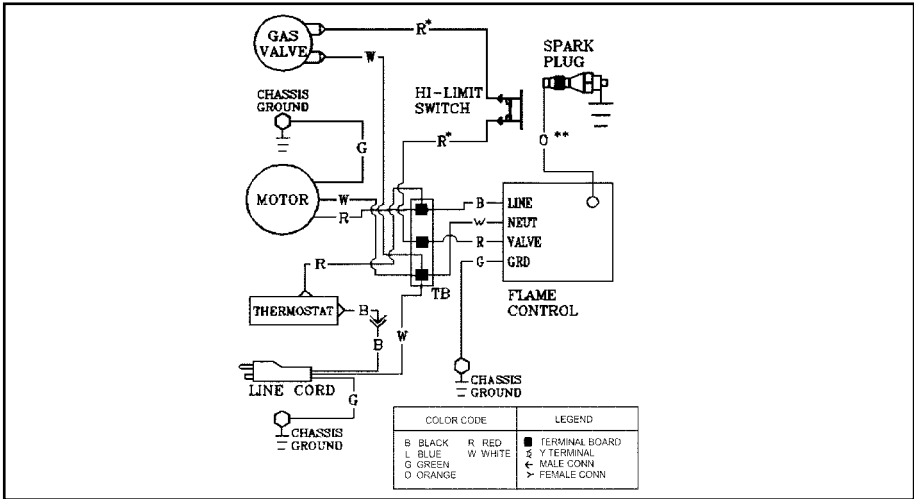 GAS
VALVE
R*
W
CHASSIS
GROUND
G
HI-LIMIT
SWITCH
R*
SPARK
PLUG
O **
MOTOR
W
R
B
LINE
W
NEUT
R
VALVE
G
GRD
R
TB
FLAME
CONTROL
THERMOSTAT
B
B
W
LINE CORD
G
CHASSIS
GROUND
CHASSIS
GROUND
COLOR CODE
LEGEND
B BLACK R RED
L BLUE W WHITE
G GREEN
O ORANGE
TERMINAL BOARD
Y TERMINAL
MALE CONN
FEMALE CONN